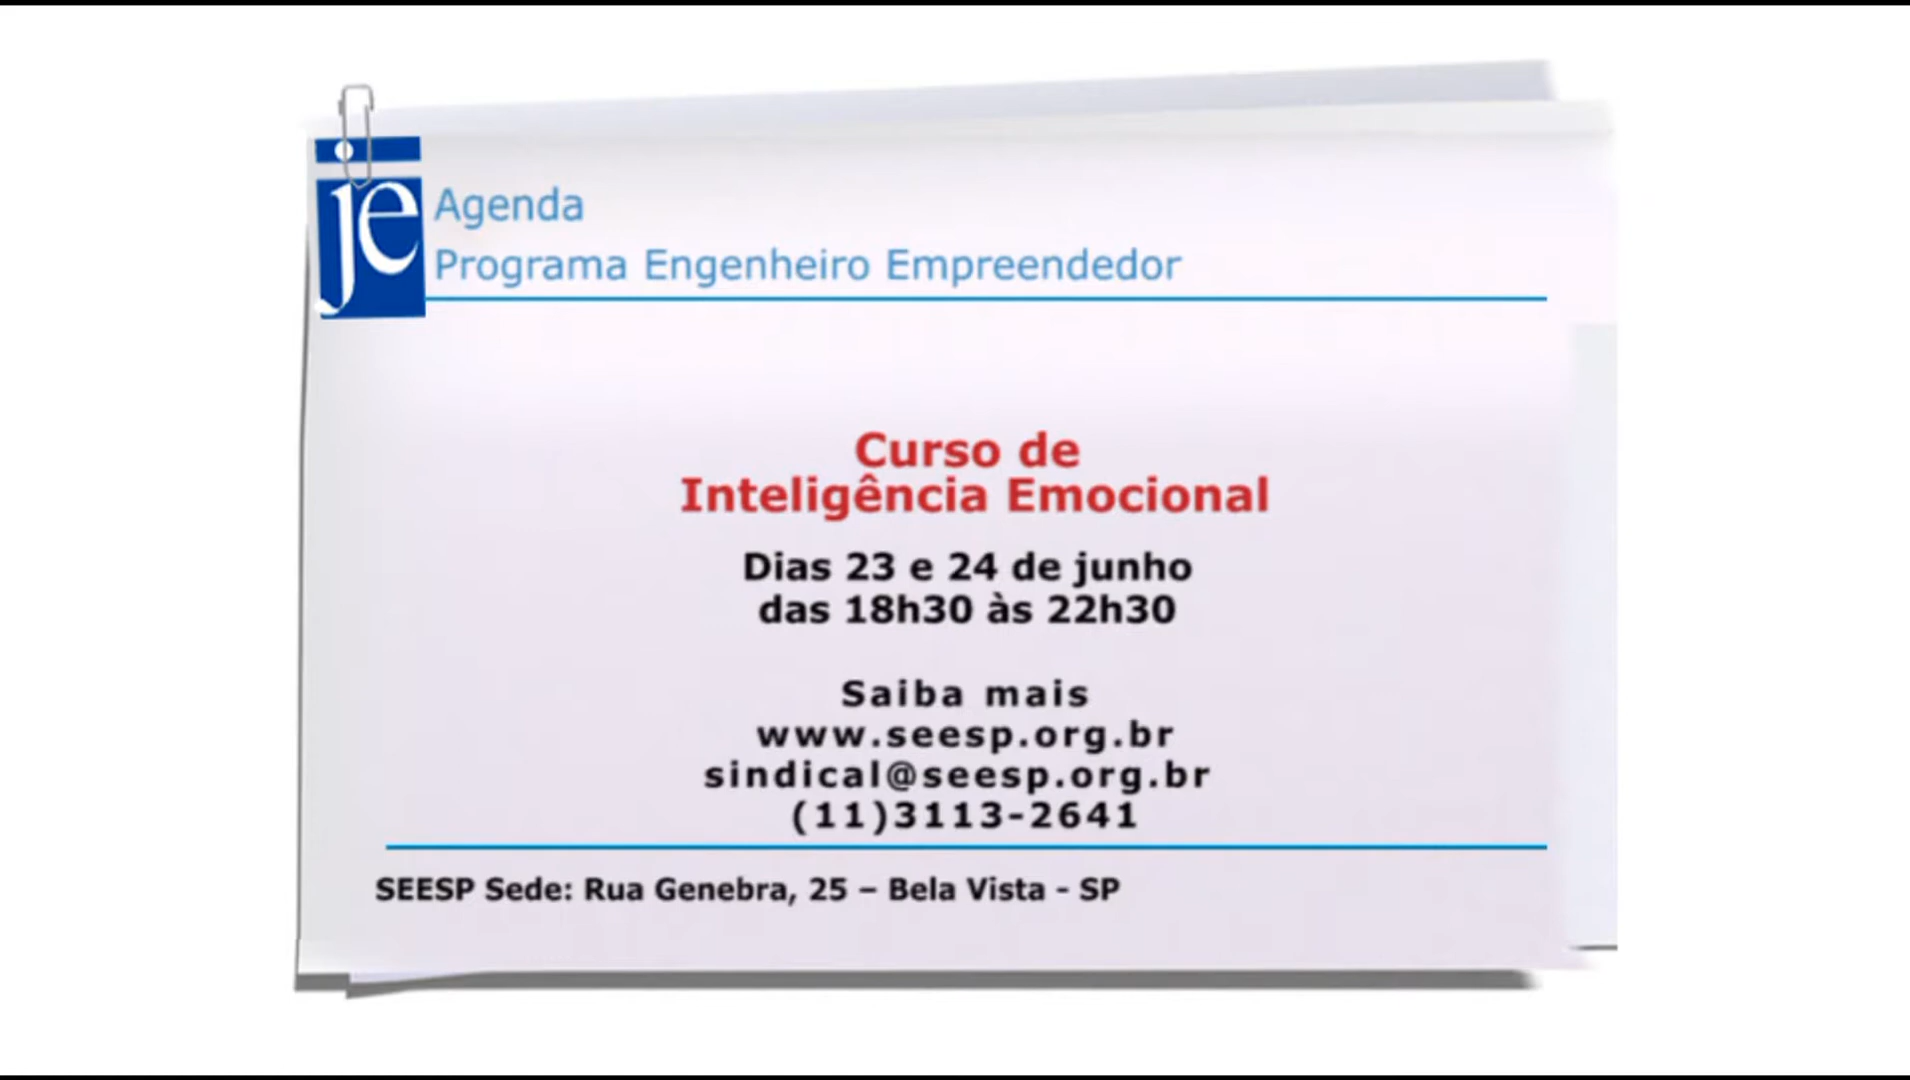 je
Agenda
Programa Engenheiro Empreendedor
Curso de
Inteligência Emocional
Dias 23 e 24 de junho
das 18h30 às 22h30
Saiba mais
www.seesp.org.br
sindical@seesp.org.br
(11)3113-2641
SEESP Sede: Rua Genebra, 25 – Bela Vista - SP